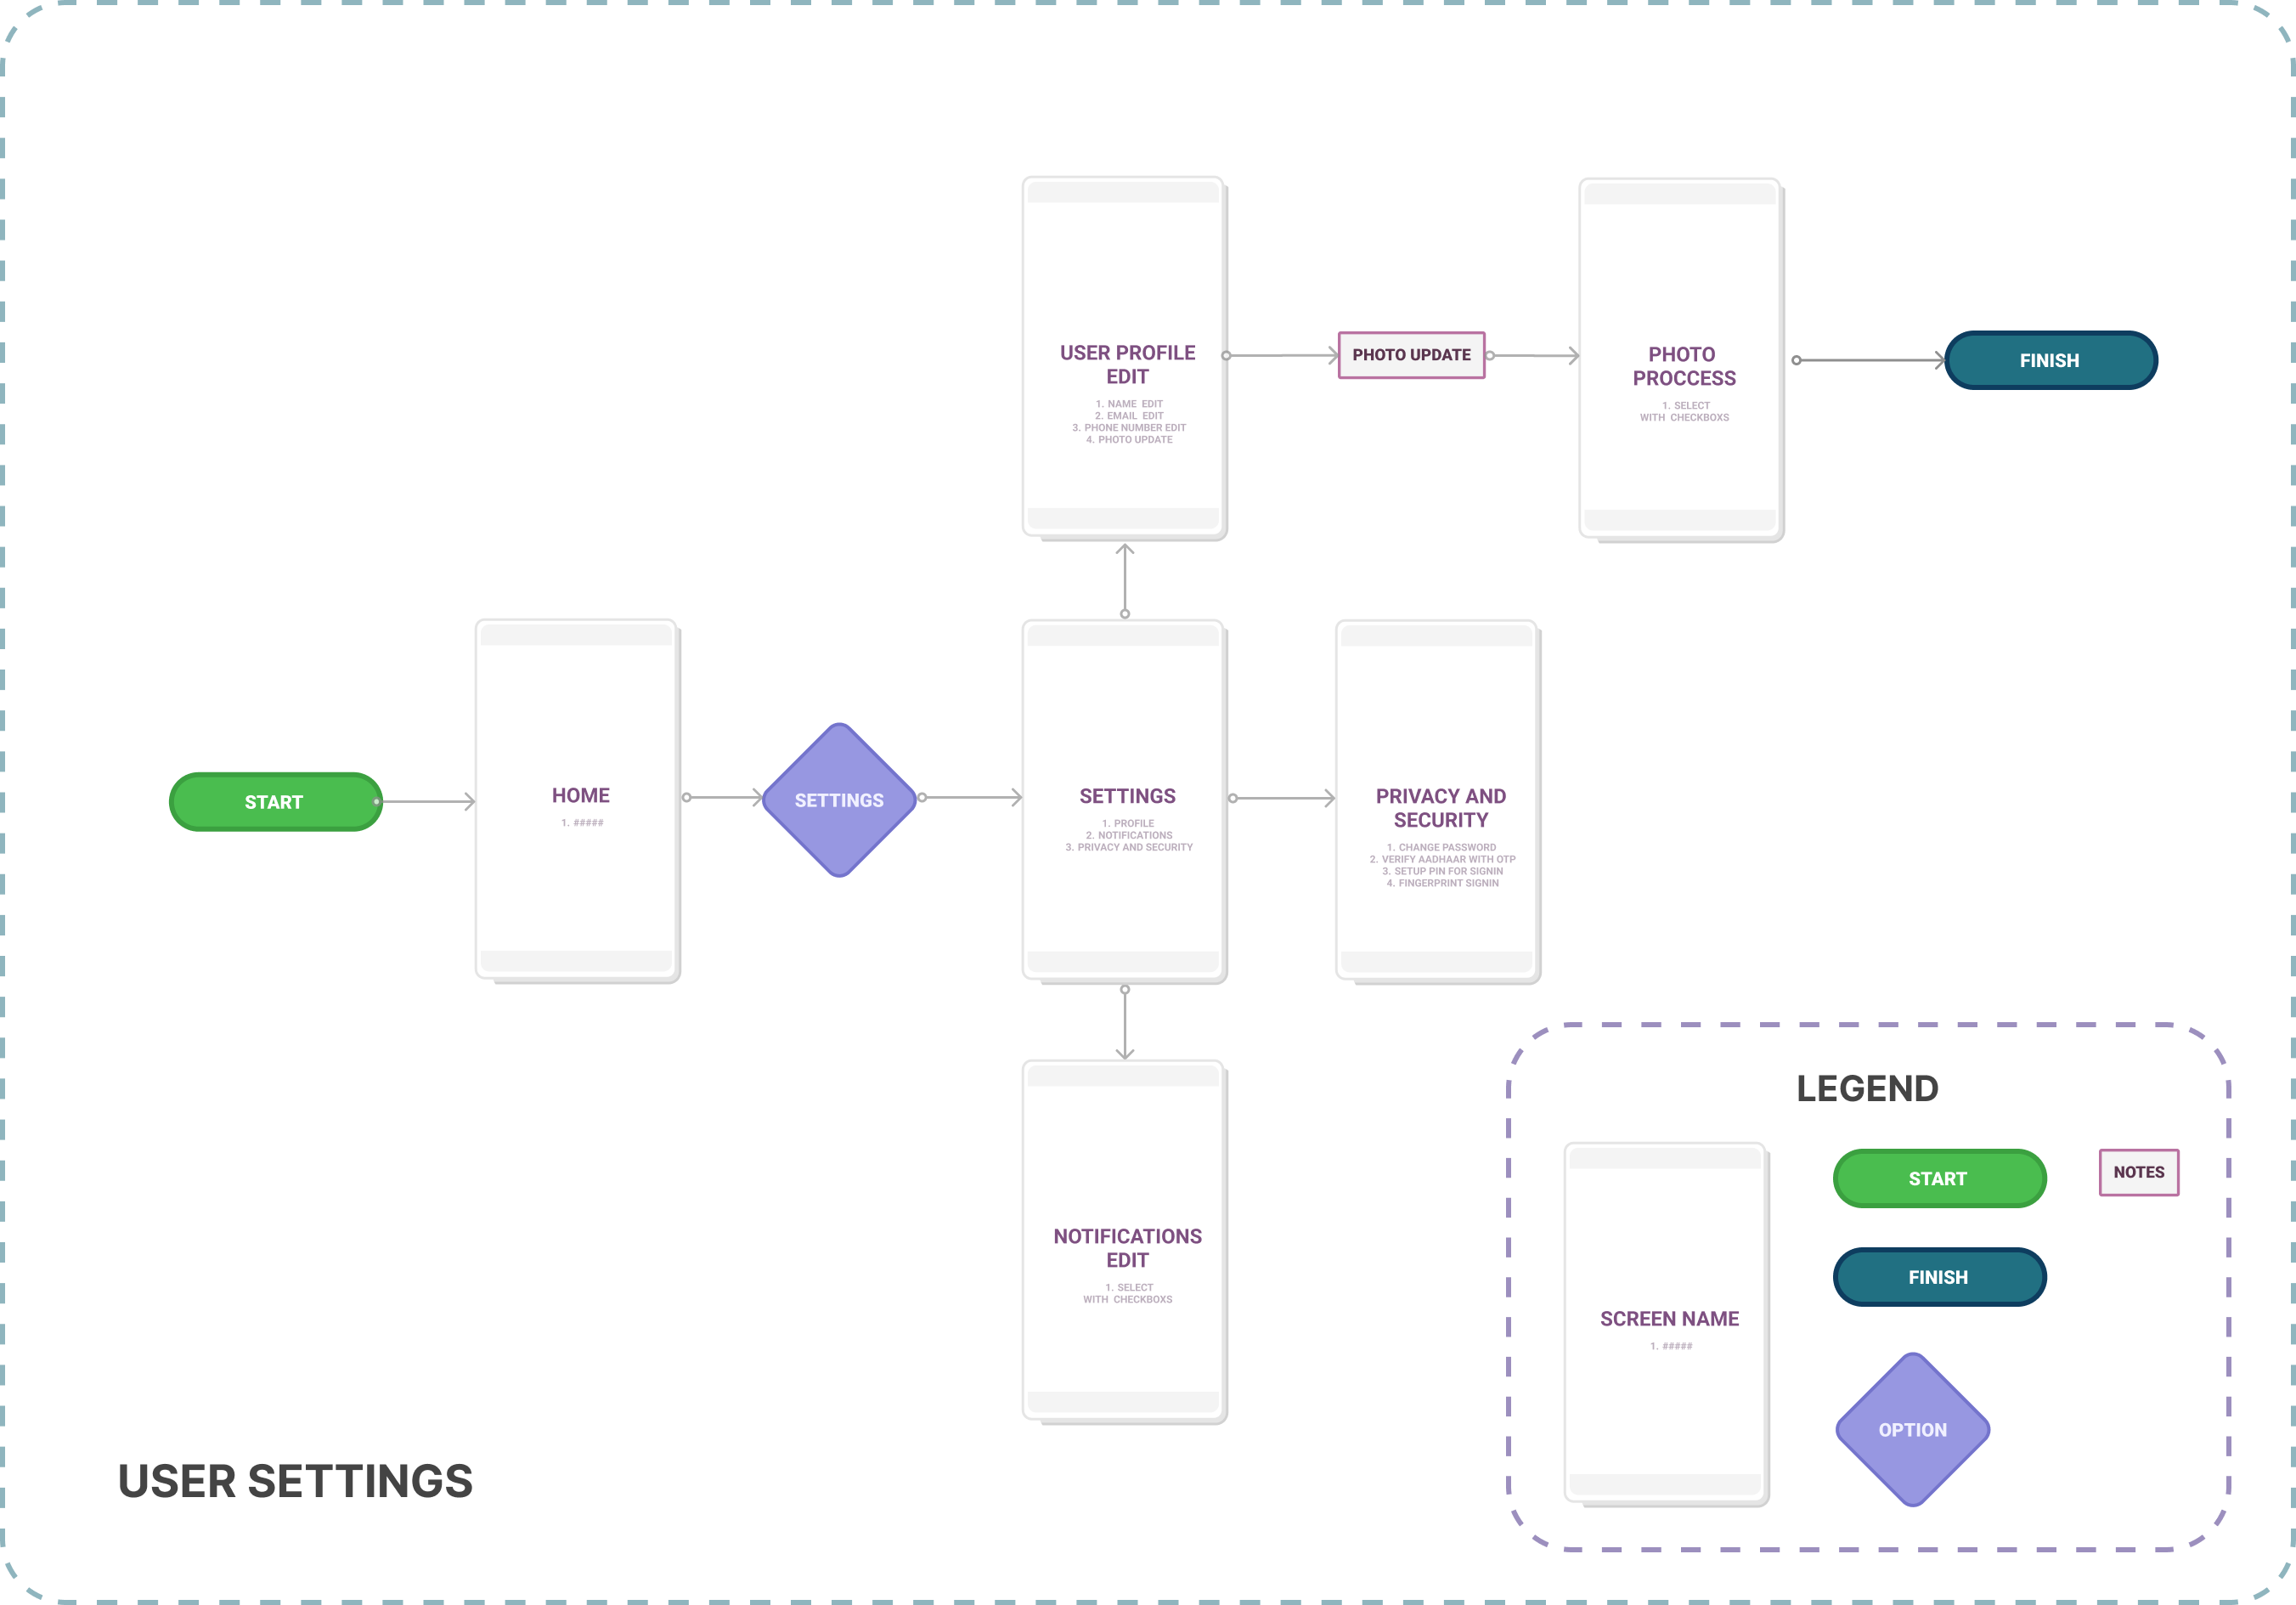 USER PROFILE
EDIT
1. NAME EDIT
2. EMAIL EDIT
3. PHONE NUMBER EDIT
4. PHOTO UPDATE
PHOTO UPDATE
PHOTO
PROCCESS
1. SELECT
WITH CHECKBOXS
FINISH
START
HOME
1. #####
SETTINGS
SETTINGS
1. PROFILE
2. NOTIFICATIONS
3. PRIVACY AND SECURITY
PRIVACY AND
SECURITY
1. CHANGE PASSWORD
2. VERIFY AADHAAR WITH OTP
3. SETUP PIN FOR SIGNIN
4. FINGERPRINT SIGNIN
NOTIFICATIONS
EDIT
1. SELECT
WITH CHECKBOXS
USER SETTINGS
LEGEND
SCREEN NAME
1. #####
START
NOTES
FINISH
OPTION